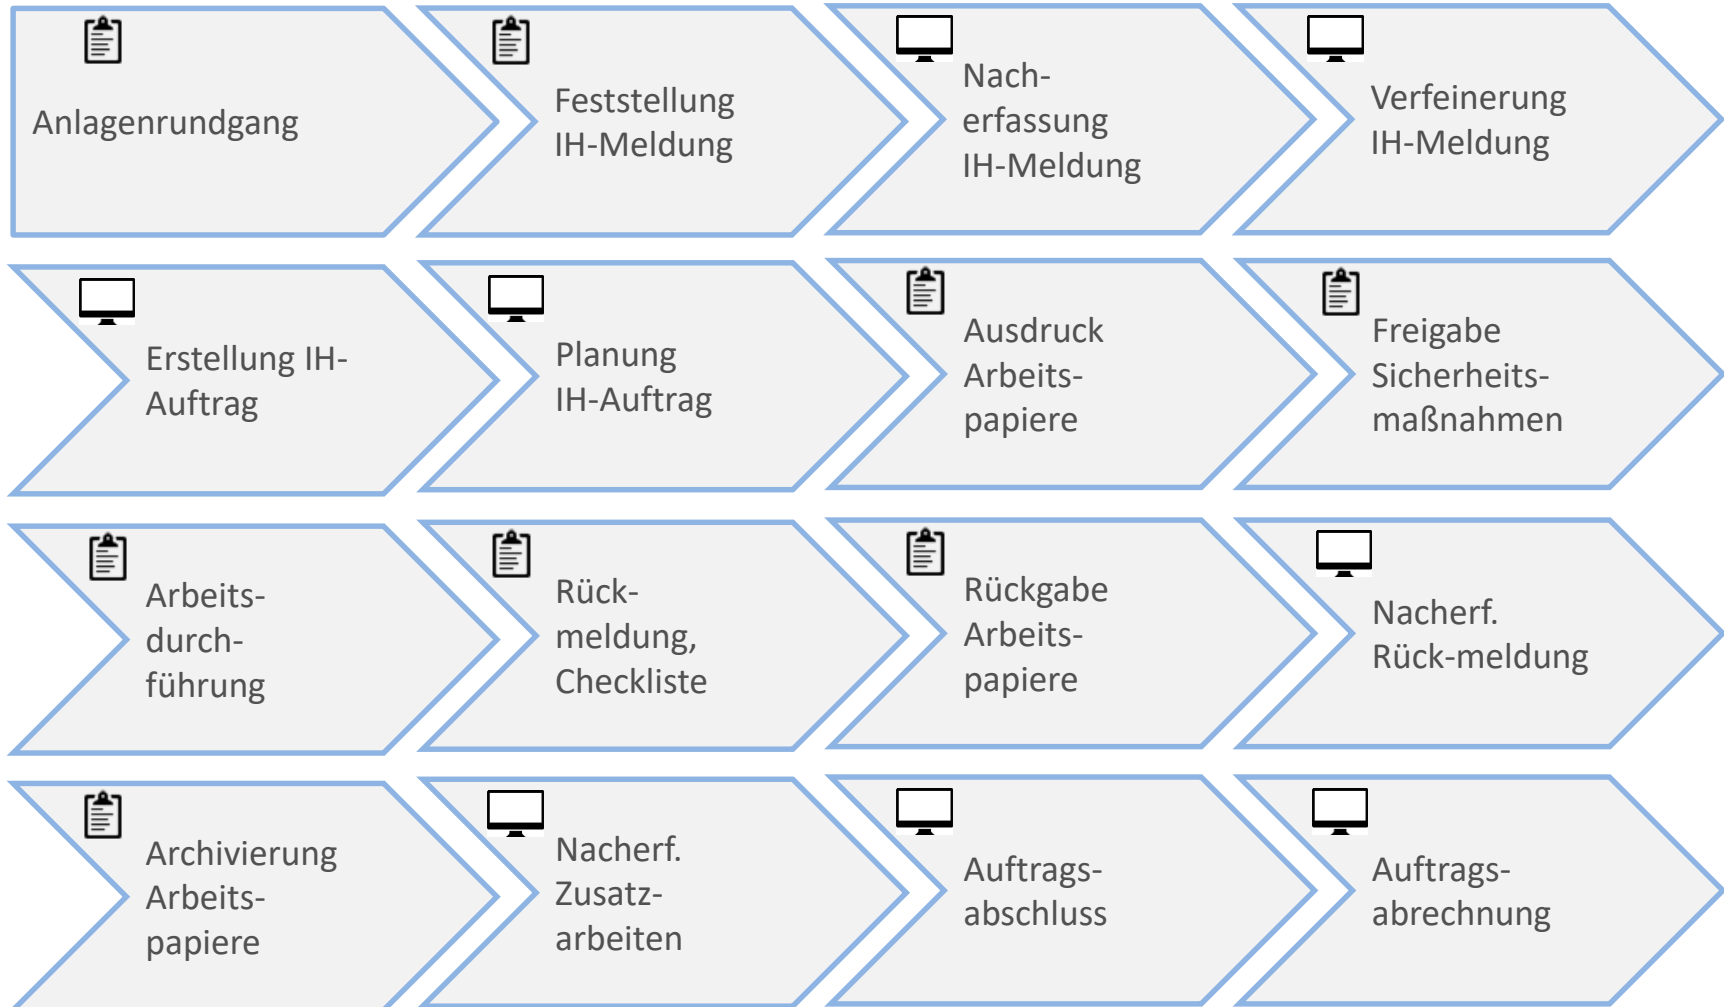 Anlagenrundgang
Feststellung
IH-Meldung
Nach-
erfassung
IH-Meldung
Verfeinerung
IH-Meldung
Erstellung IH-
Auftrag
Planung
IH-Auftrag
Ausdruck
Arbeits-
papiere
Freigabe
Sicherheits-
maßnahmen
Arbeits-
durch-
führung
Rück-
meldung,
Checkliste
Rückgabe
Arbeits-
papiere
Nacherf.
Rück-meldung
Archivierung
Arbeits-
papiere
Nacherf.
Zusatz-
arbeiten
Auftrags-
abschluss
Auftrags-
abrechnung